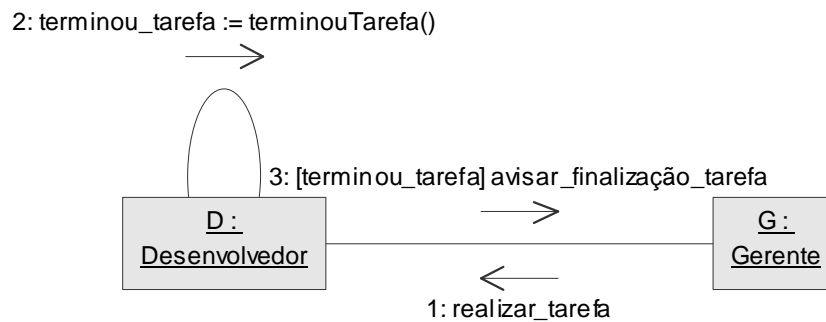 2: terminou_tarefa := terminouTarefa()
3: [terminou_tarefa] avisar_finalização_tarefa
D :
Desenvolvedor
G :
Gerente
1: realizar_tarefa